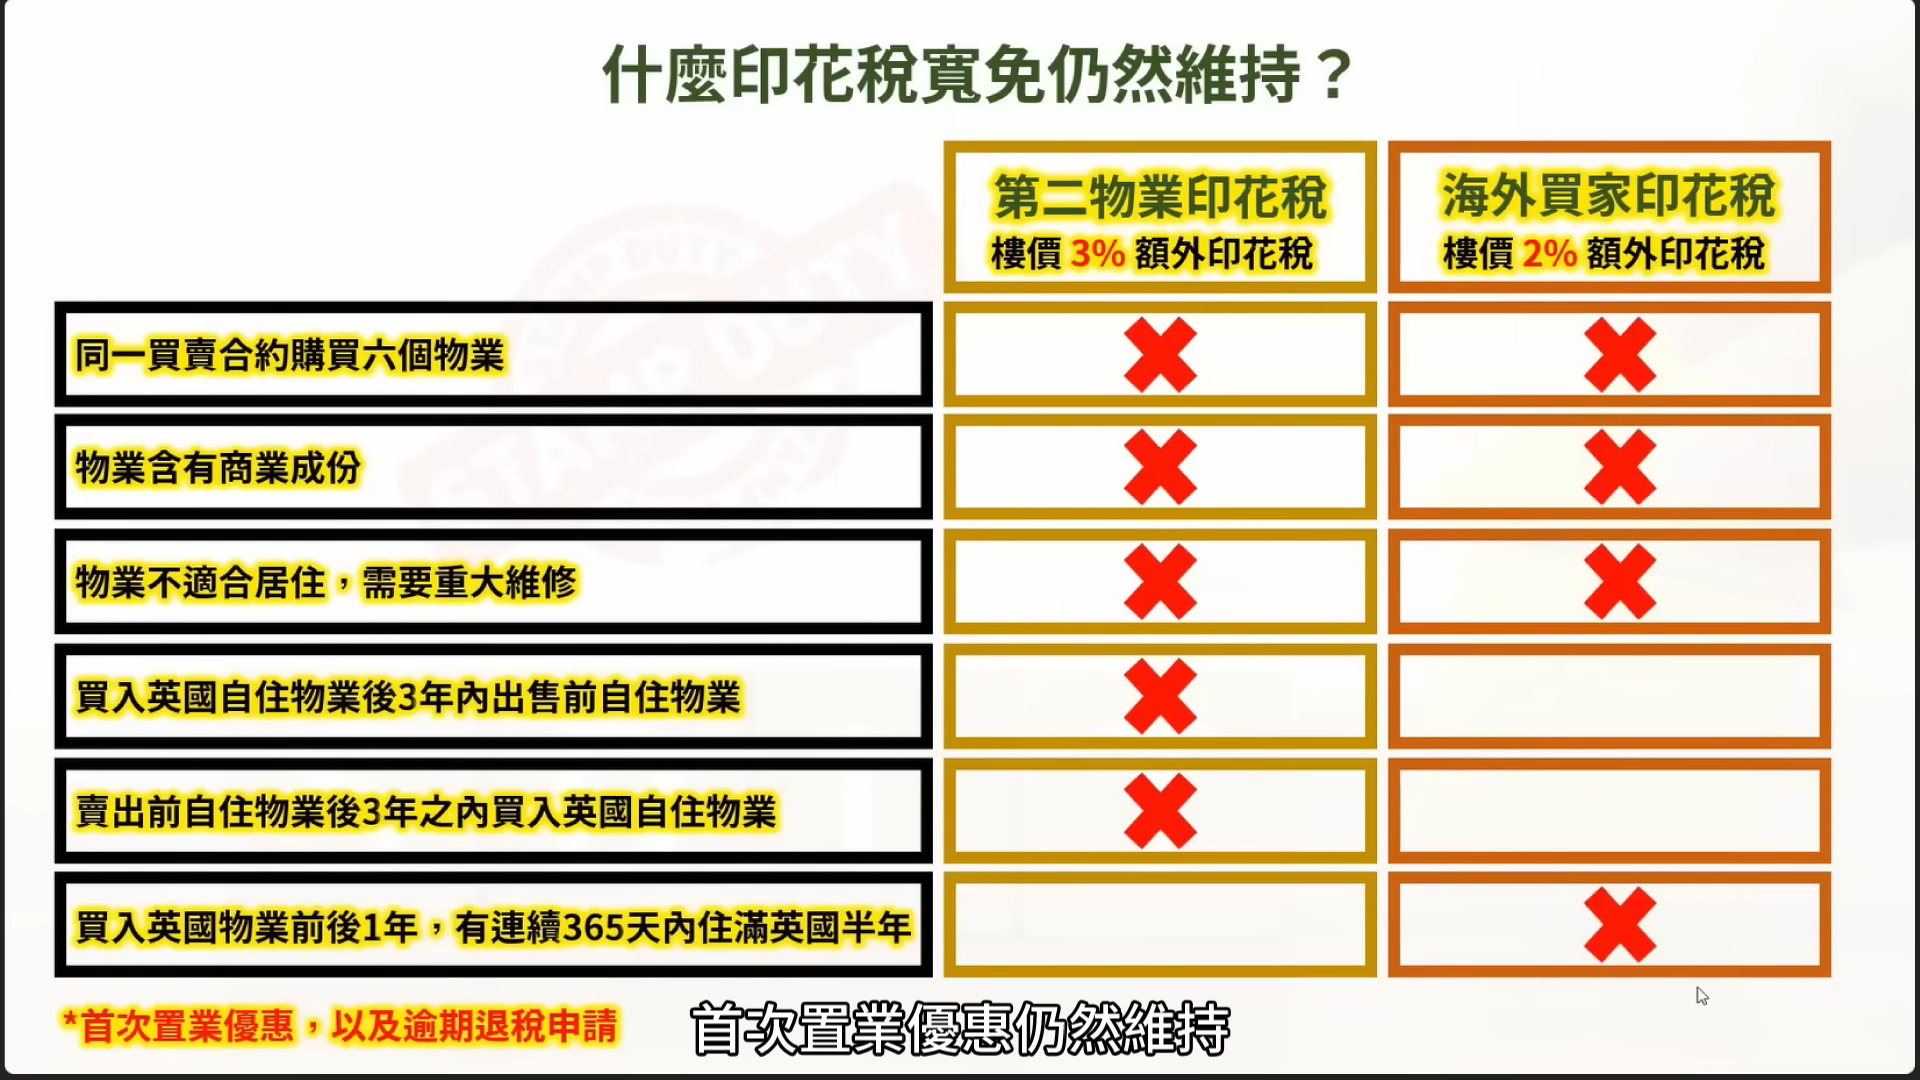 什麼印花稅寬免仍然維持？
第二物業印花稅
樓價 3% 額外印花稅
海外買家印花稅
樓價 2% 額外印花稅
同一買賣合約購買六個物業
物業含有商業成份
物業不適合居住，需要重大維修
買入英國自住物業後3年內出售前自住物業
賣出前自住物業後3年之內買入英國自住物業
買入英國物業前後1年，有連續365天內住滿英國半年
*首次置業優惠，以及逾期退稅申請
首次置業優惠仍然維持
STAMP DUTY